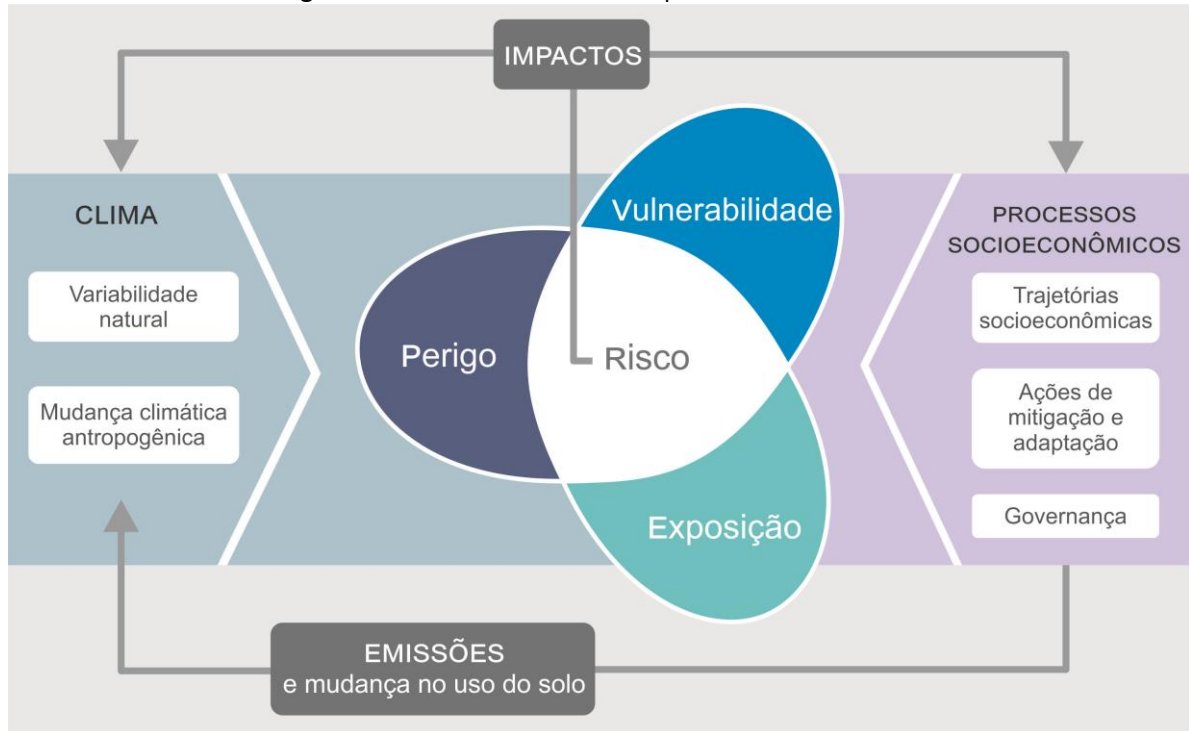 IMPACTOS
CLIMA
Variabilidade
natural
Mudança climática
antropogênica
Vulnerabilidade
Perigo
Risco
Exposição
PROCESSOS
SOCIOECONÔMICOS
Trajetórias
socioeconômicas
Ações de
mitigação e
adaptação
Governança
EMISSÕES
e mudança no uso do solo